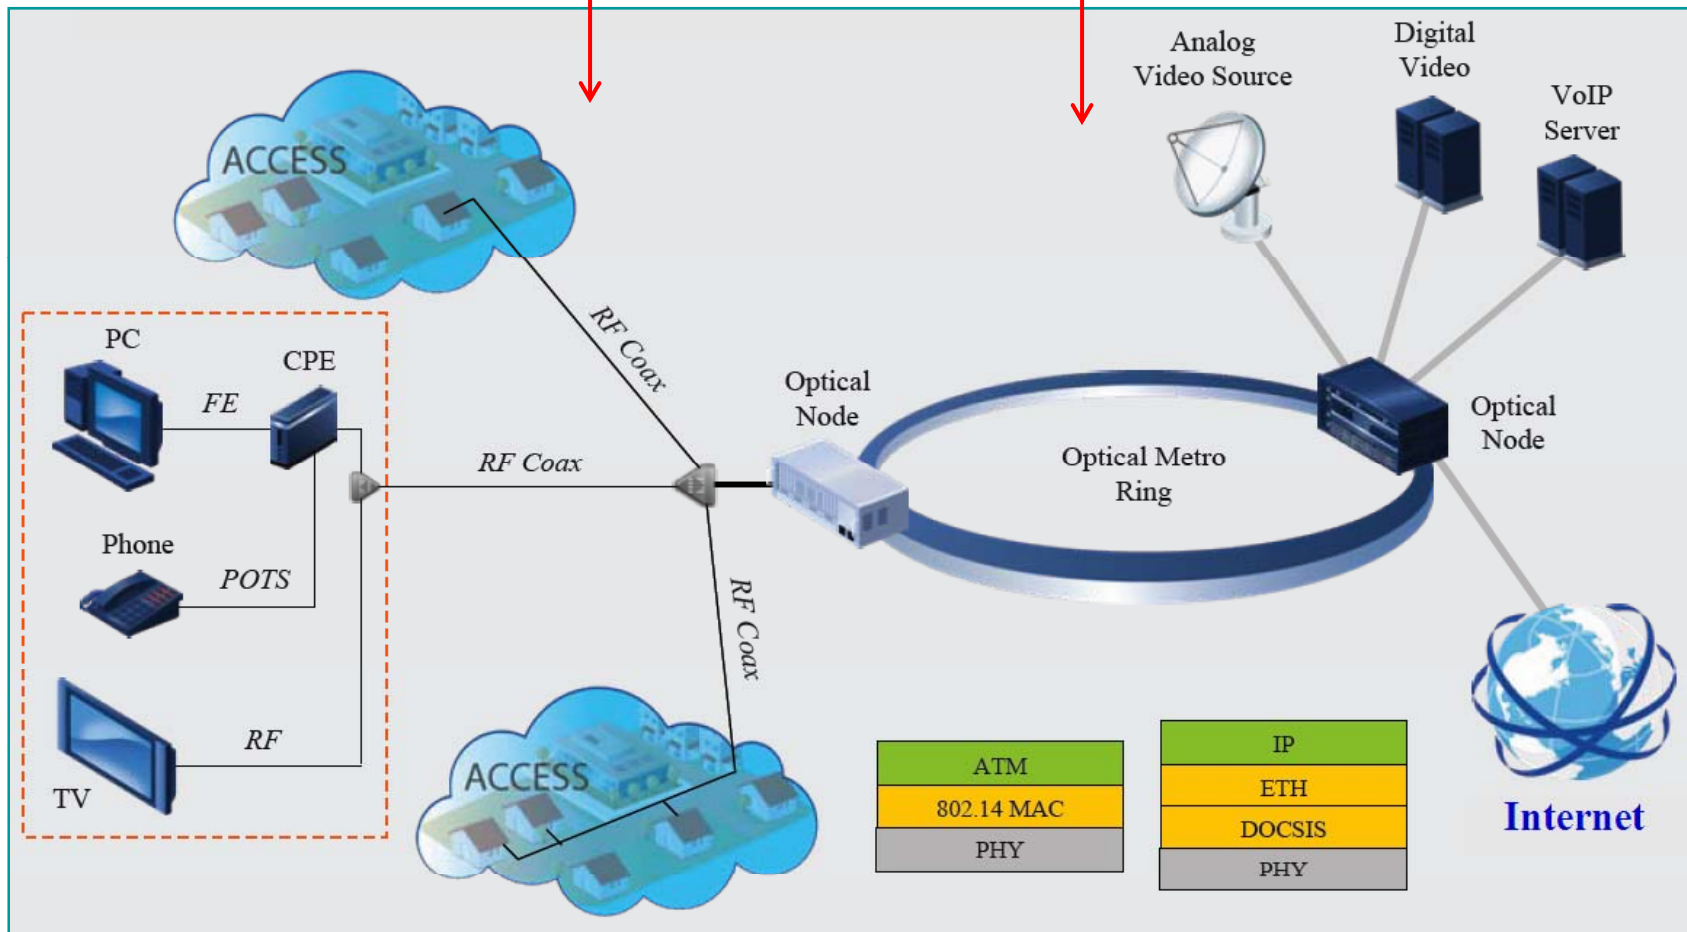 Analog
Video Source
Digital
Video
VoIP
Server
ACCESS
RF Coax
PC
CPE
FE
Phone
POTS
TV
RF
RF Coax
Optical
Node
Optical Metro
Ring
Optical
Node
RF Coax
ACCESS
ATM
802.14 MAC
PHY
IP
ETH
DOCSIS
PHY
Internet